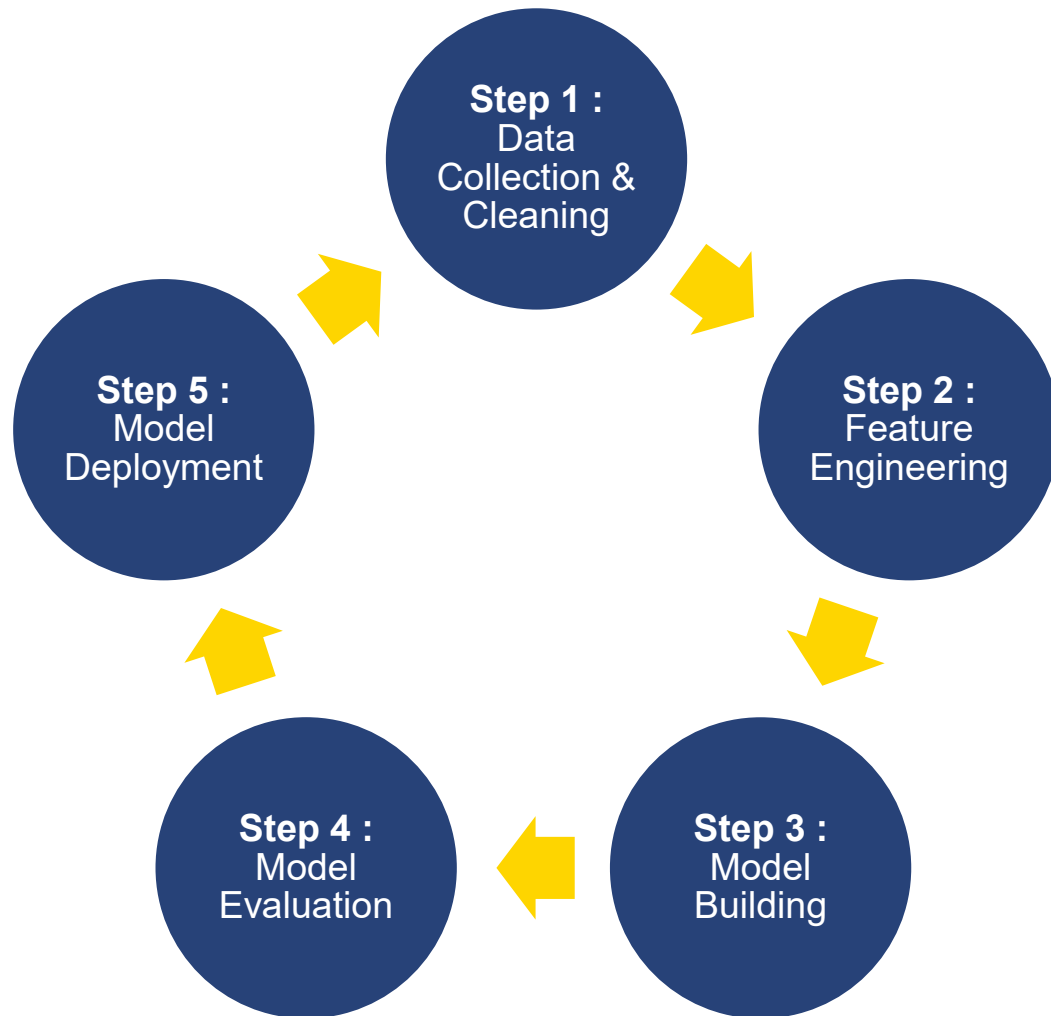 Step 1 :
Data
Collection &
Cleaning
Step 2 :
Feature
Engineering
Step 3 :
Model
Building
Step 4 :
Model
Evaluation
Step 5 :
Model
Deployment